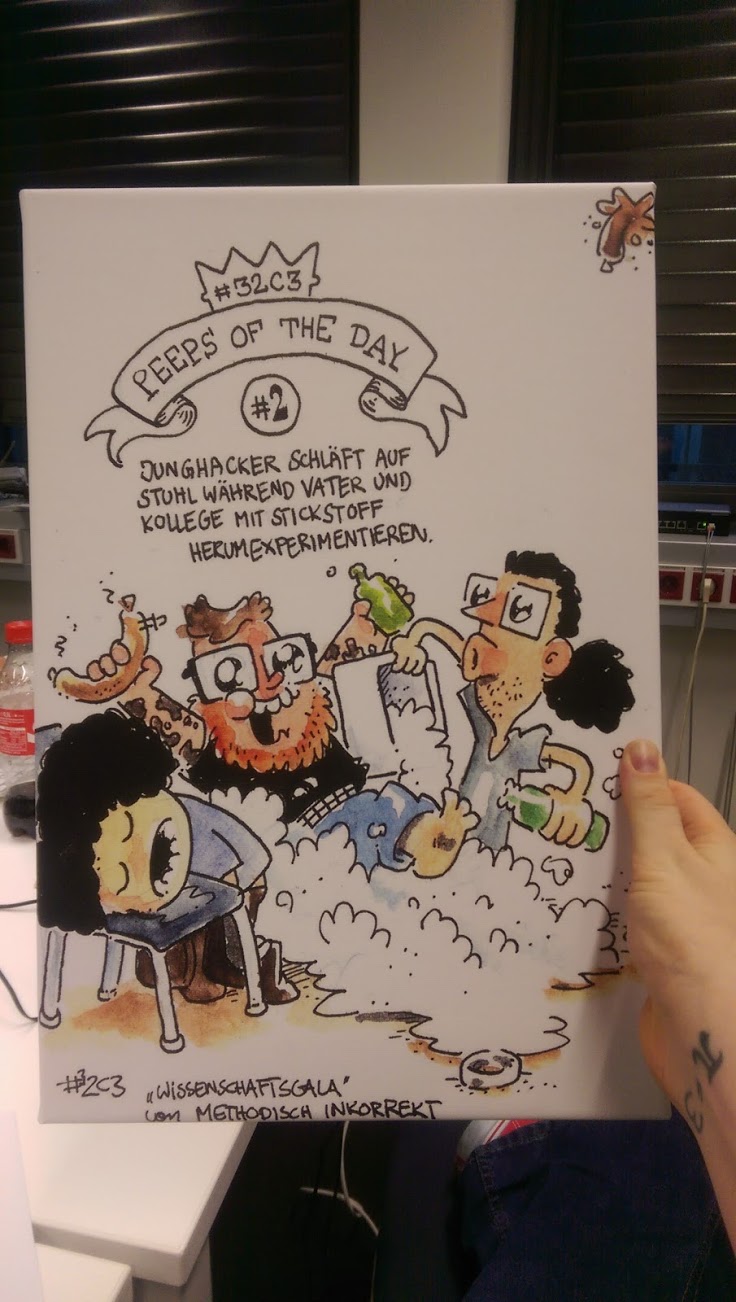 #32C3
PEEPS OF THE DAY
#2
JUNGHACKER SCHLÄFT AUF
STUHL WÄHREND VATER UND
KOLLEGE MIT STICKSTOFF
HERUMEXPERIMENTIEREN.
#32C3 „WISSENSCHAFTSGALA"
von METHODISCH INKORREKT